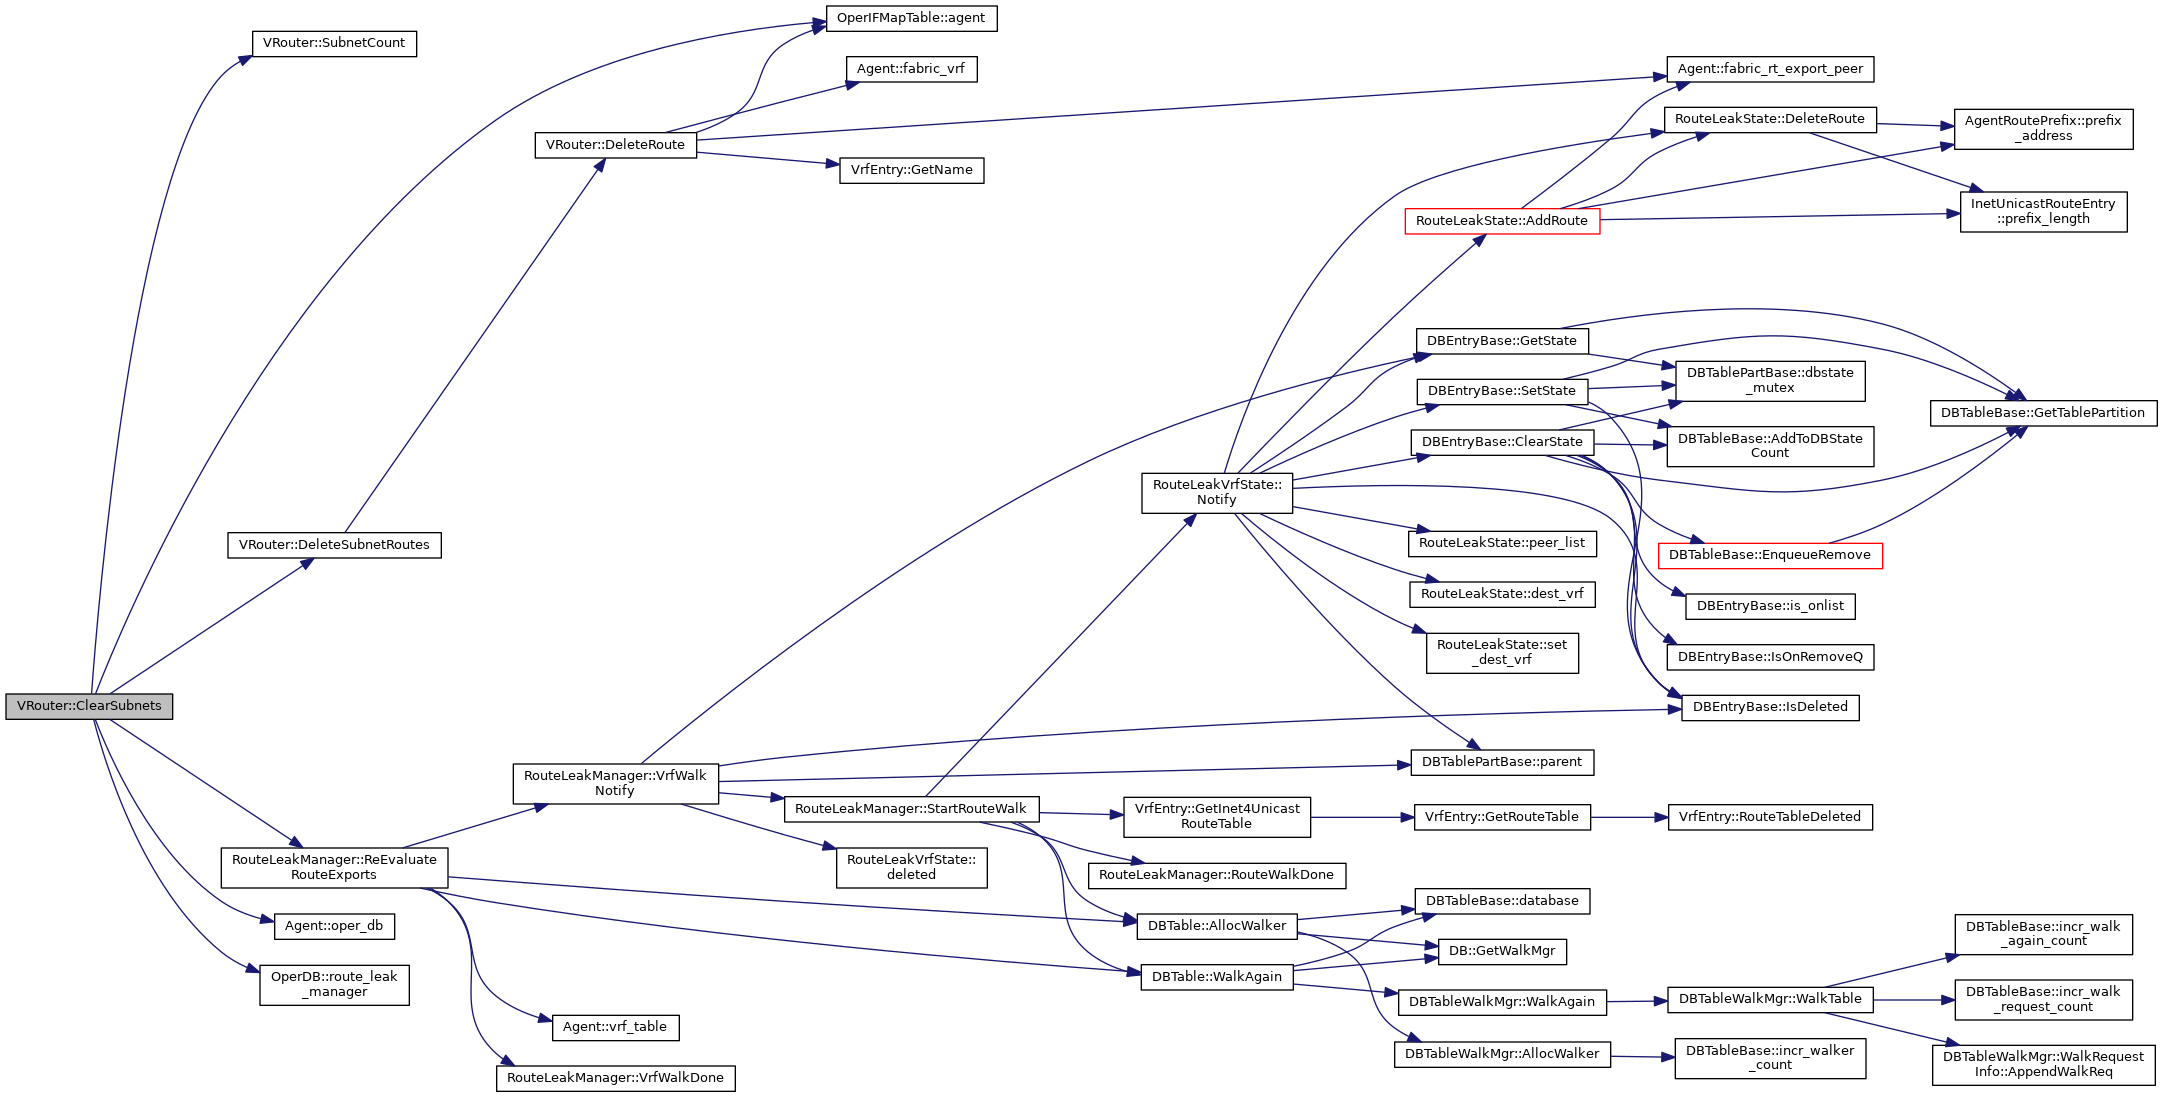 OperIFMapTable::agent
VRouter::SubnetCount
Agent::fabric_vrf
Agent::fabric_rt_export_peer
RouteLeakState::DeleteRoute
AgentRoutePrefix::prefix
_address
VRouter::DeleteRoute
VrfEntry::GetName
InetUnicastRouteEntry
::prefix_length
RouteLeakState::AddRoute
DBEntryBase::GetState
DBTablePartBase::dbstate
_mutex
DBEntryBase::SetState
DBTableBase::GetTablePartition
DBEntryBase::ClearState
DBTableBase::AddToDBState
Count
RouteLeakVrfState::
Notify
VRouter::DeleteSubnetRoutes
RouteLeakState::peer_list
DBTableBase::EnqueueRemove
RouteLeakState::dest_vrf
DBEntryBase::is_onlist
RouteLeakState::set
_dest_vrf
DBEntryBase::IsOnRemoveQ
VRouter::ClearSubnets
DBEntryBase::IsDeleted
DBTablePartBase::parent
RouteLeakManager::VrfWalk
Notify
RouteLeakManager::StartRouteWalk
VrfEntry::GetInet4Unicast
RouteTable
VrfEntry::GetRouteTable
VrfEntry::RouteTableDeleted
RouteLeakManager::ReEvaluate
RouteExports
RouteLeakVrfState::
deleted
RouteLeakManager::RouteWalkDone
DBTableBase::database
Agent::oper_db
DBTable::AllocWalker
DBTableBase::incr_walk
_again_count
DB::GetWalkMgr
OperDB::route_leak
_manager
DBTable::WalkAgain
DBTableWalkMgr::WalkAgain
DBTableWalkMgr::WalkTable
DBTableBase::incr_walk
_request_count
Agent::vrf_table
DBTableWalkMgr::AllocWalker
DBTableBase::incr_walker
_count
DBTableWalkMgr::WalkRequest
Info::AppendWalkReq
RouteLeakManager::VrfWalkDone